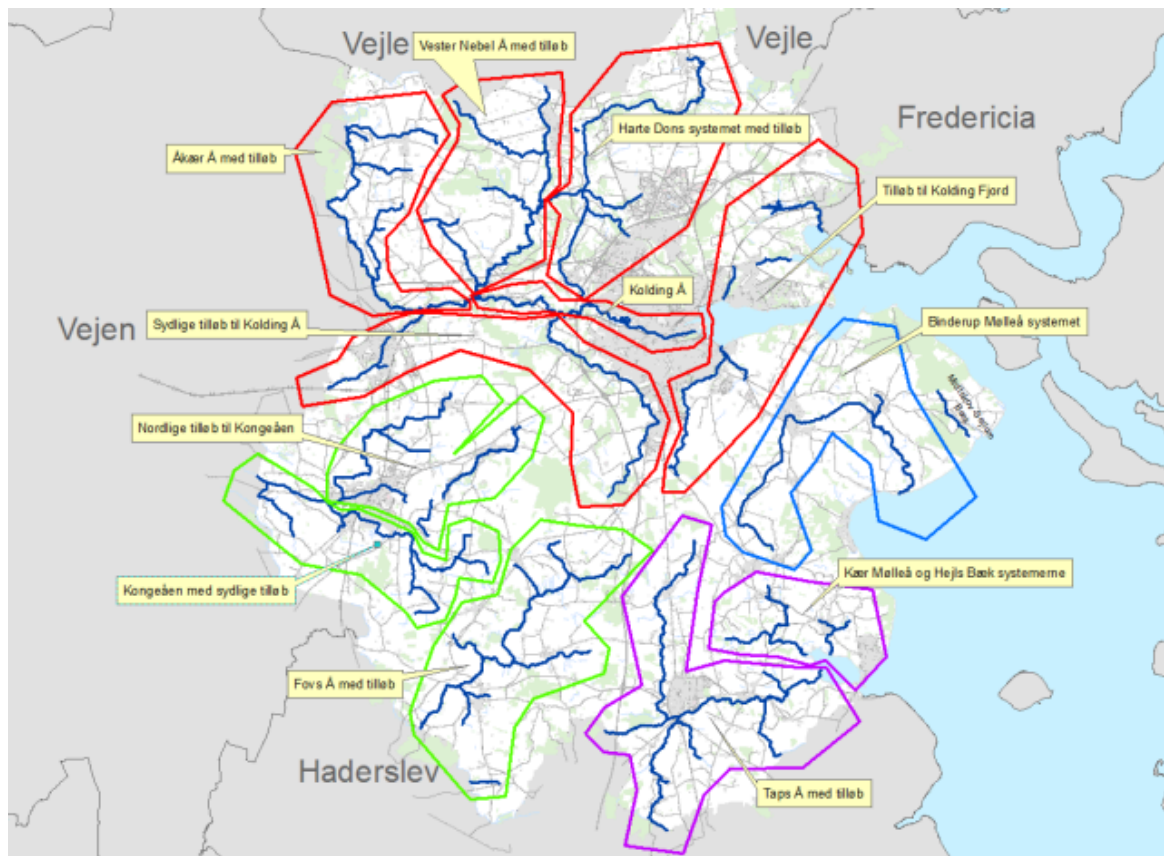 Vejle
Vejle
Vester Nebel Å med tilløb
Fredericia
Harte Dons systemet med tilløb
Åkær Å med tilløb
Tilløb til Kolding Fjord
Kolding Å
Vejen
Sydlige tilløb til Kolding Å
Binderup Mølleå systemet
Nordlige tilløb til Kongeåen
Kær Mølleå og Hejls Bæk systemerne
Kongeåen med sydlige tilløb
Fovs Å med tilløb
Haderslev
Taps Å med tilløb